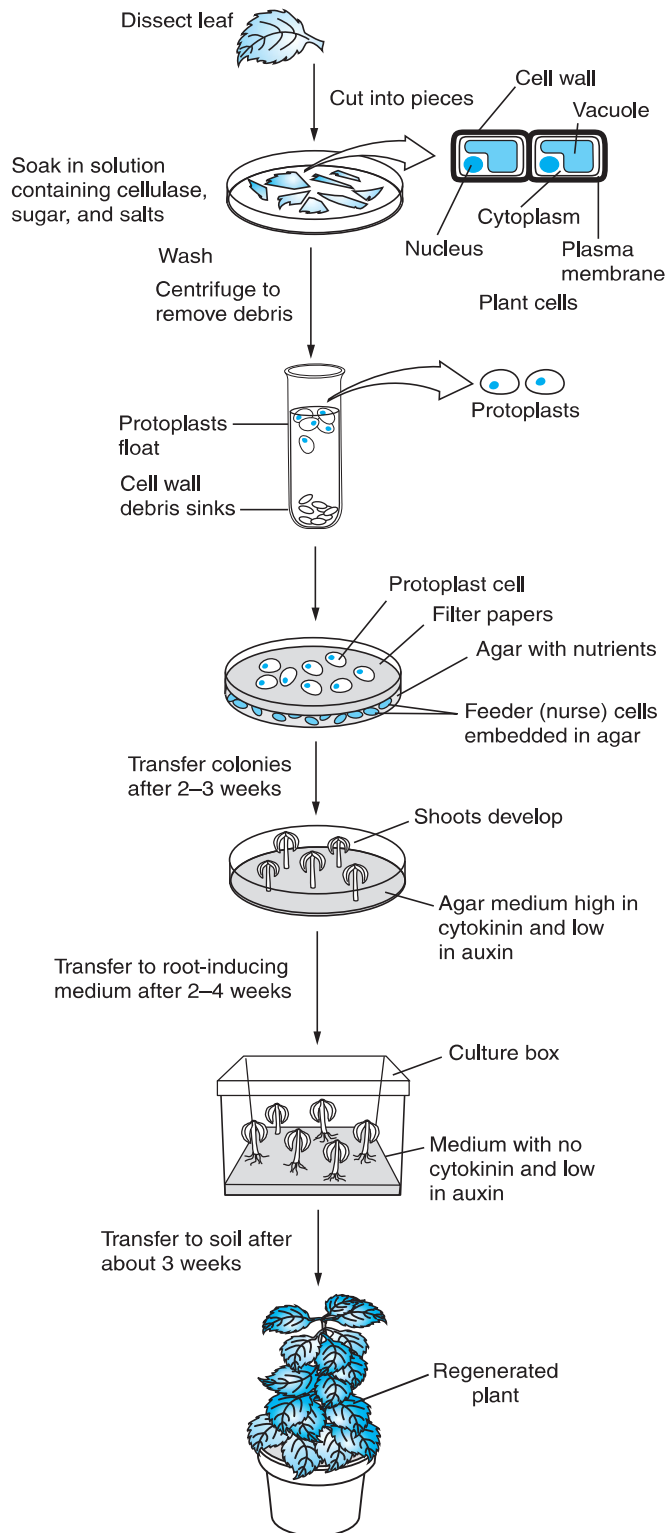 Dissect leaf
Cut into pieces
Cell wall
Vacuole
Soak in solution
containing cellulase,
sugar, and salts
Cytoplasm
Nucleus
Plasma
membrane
Plant cells
Wash
Centrifuge to
remove debris
Protoplasts
Protoplasts
float
Cell wall
debris sinks
Protoplast cell
Filter papers
Agar with nutrients
Feeder (nurse) cells
embedded in agar
Transfer colonies
after 2–3 weeks
Shoots develop
Agar medium high in
cytokinin and low
in auxin
Transfer to root-inducing
medium after 2–4 weeks
Culture box
Medium with no
cytokinin and low
in auxin
Transfer to soil after
about 3 weeks
Regenerated
plant